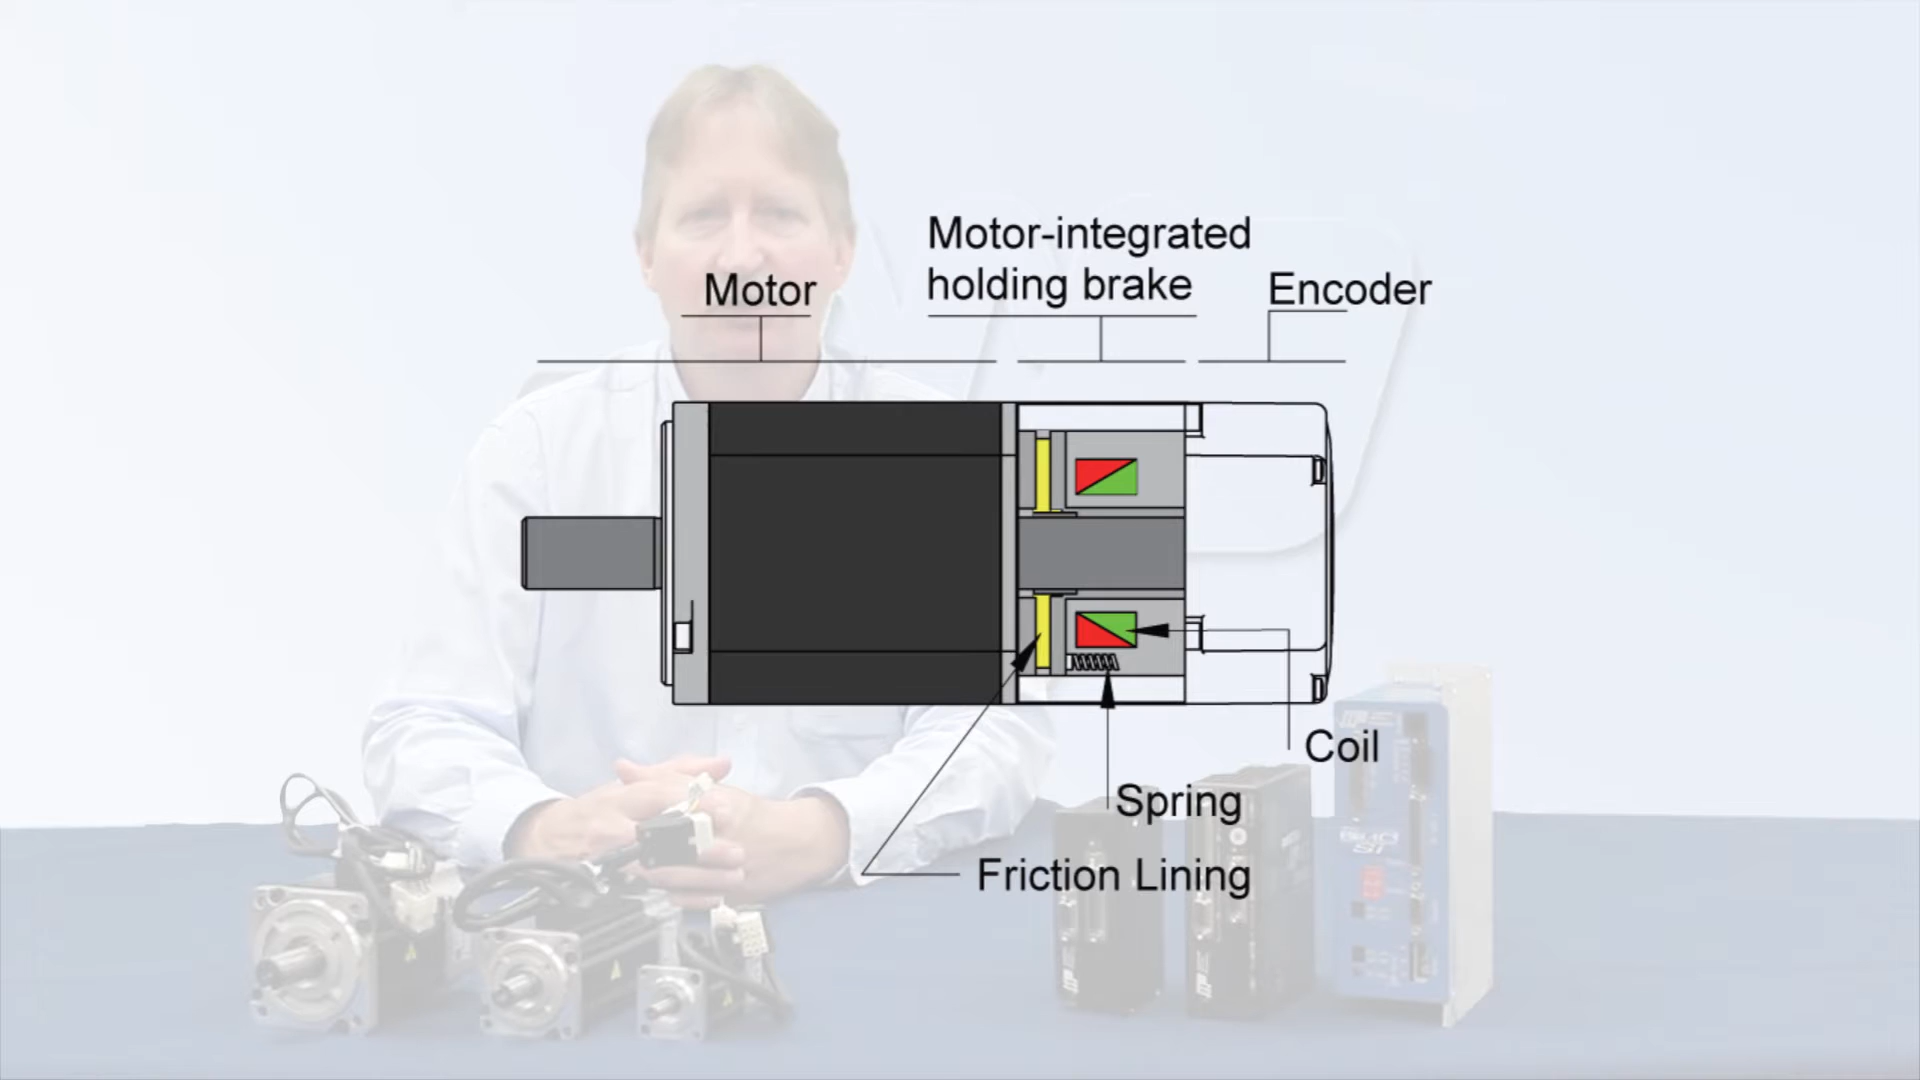 Motor-integrated
holding brake
Motor
Encoder
Coil
Spring
Friction Lining